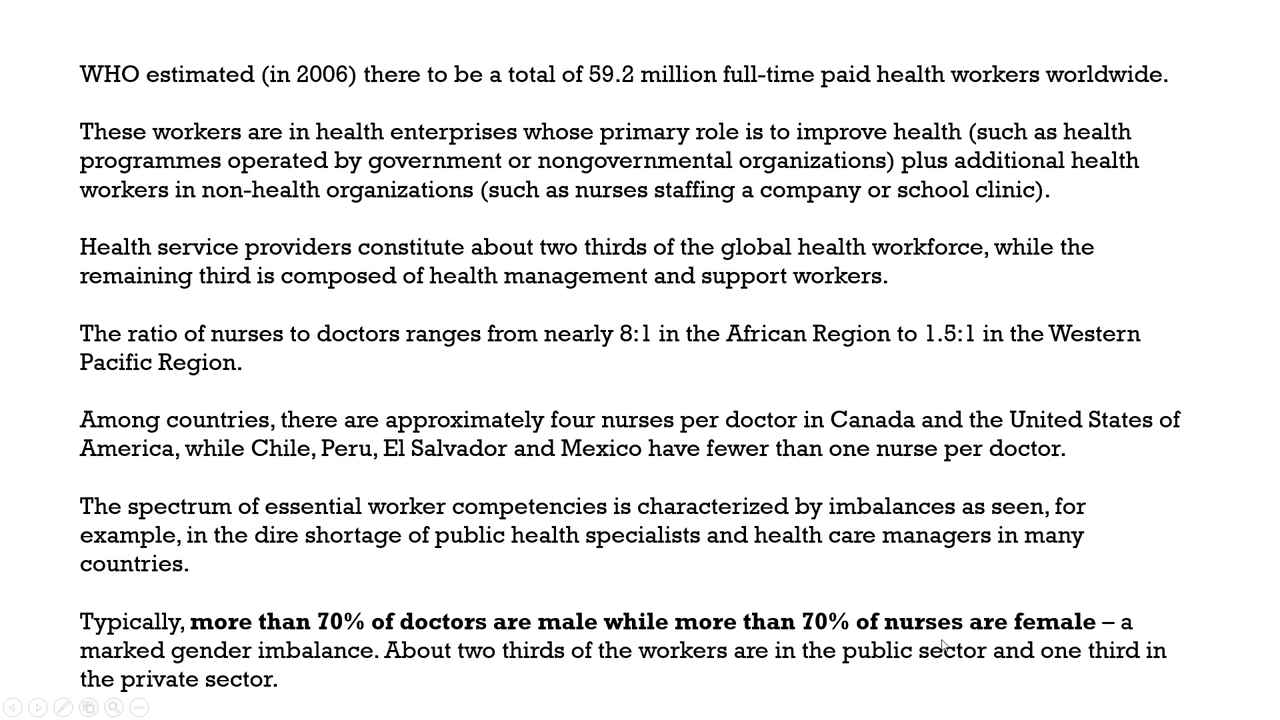 WHO estimated (in 2006) there to be a total of 59.2 million full-time paid health workers worldwide.
These workers are in health enterprises whose primary role is to improve health (such as health
programmes operated by government or nongovernmental organizations) plus additional health
workers in non-health organizations (such as nurses staffing a company or school clinic).
Health service providers constitute about two thirds of the global health workforce, while the
remaining third is composed of health management and support workers.
The ratio of nurses to doctors ranges from nearly 8:1 in the African Region to 1.5:1 in the Western
Pacific Region.
Among countries, there are approximately four nurses per doctor in Canada and the United States of
America, while Chile, Peru, El Salvador and Mexico have fewer than one nurse per doctor.
The spectrum of essential worker competencies is characterized by imbalances as seen, for
example, in the dire shortage of public health specialists and health care managers in many
countries.
Typically, more than 70% of doctors are male while more than 70% of nurses are female – a
marked gender imbalance. About two thirds of the workers are in the public sector and one third in
the private sector.